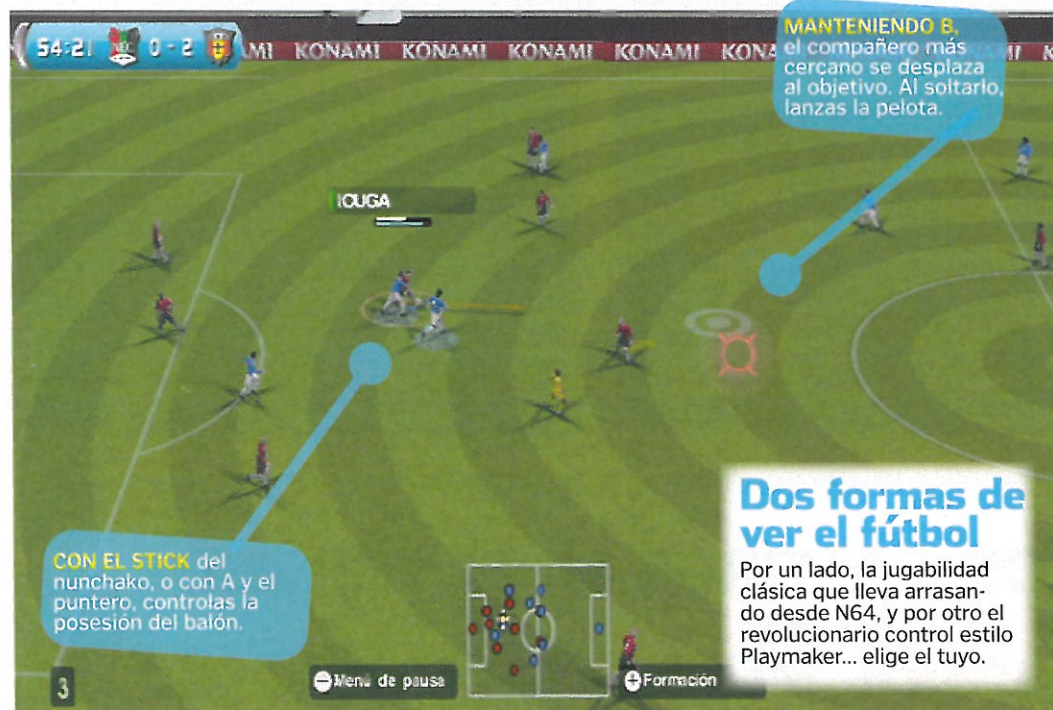 54:21 NEC 0 - 2
KONAMI KONAMI KONAMI KONAMI
MANTENIENDO B,
el compañero más
cercano se desplaza
al objetivo. Al soltarlo,
lanzas la pelota.
IOUGA
CON EL STICK del
nunchako, o con A y el
puntero, controlas la
posesión del balón.
Dos formas de
ver el fútbol
Por un lado, la jugabilidad
clásica que lleva arrasan-
do desde N64, y por otro el
revolucionario control estilo
Playmaker... elige el tuyo.
3
Menú de pausa
Formación